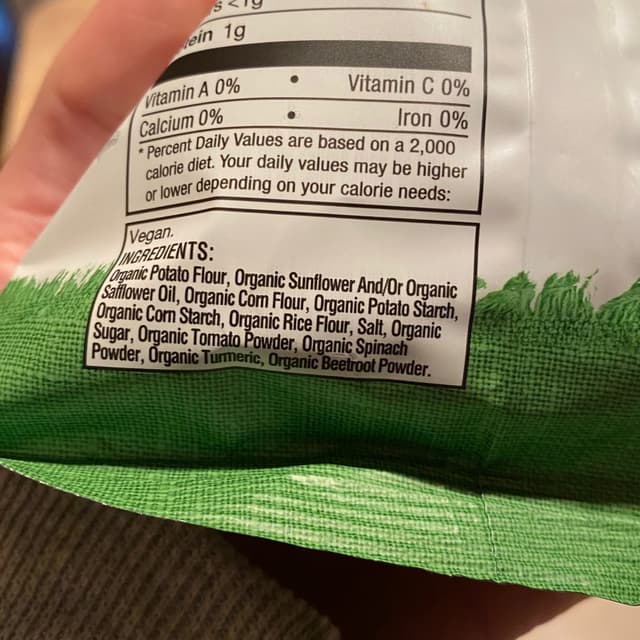 s <1g
ein 1g
Vitamin A 0% • Vitamin C 0%
Calcium 0% • Iron 0%
* Percent Daily Values are based on a 2,000
calorie diet. Your daily values may be higher
or lower depending on your calorie needs:
Vegan.
INGREDIENTS:
Organic Potato Flour, Organic Sunflower And/Or Organic
Safflower Oil, Organic Corn Flour, Organic Potato Starch,
Organic Corn Starch, Organic Rice Flour, Salt, Organic
Sugar, Organic Tomato Powder, Organic Spinach
Powder, Organic Turmeric, Organic Beetroot Powder.